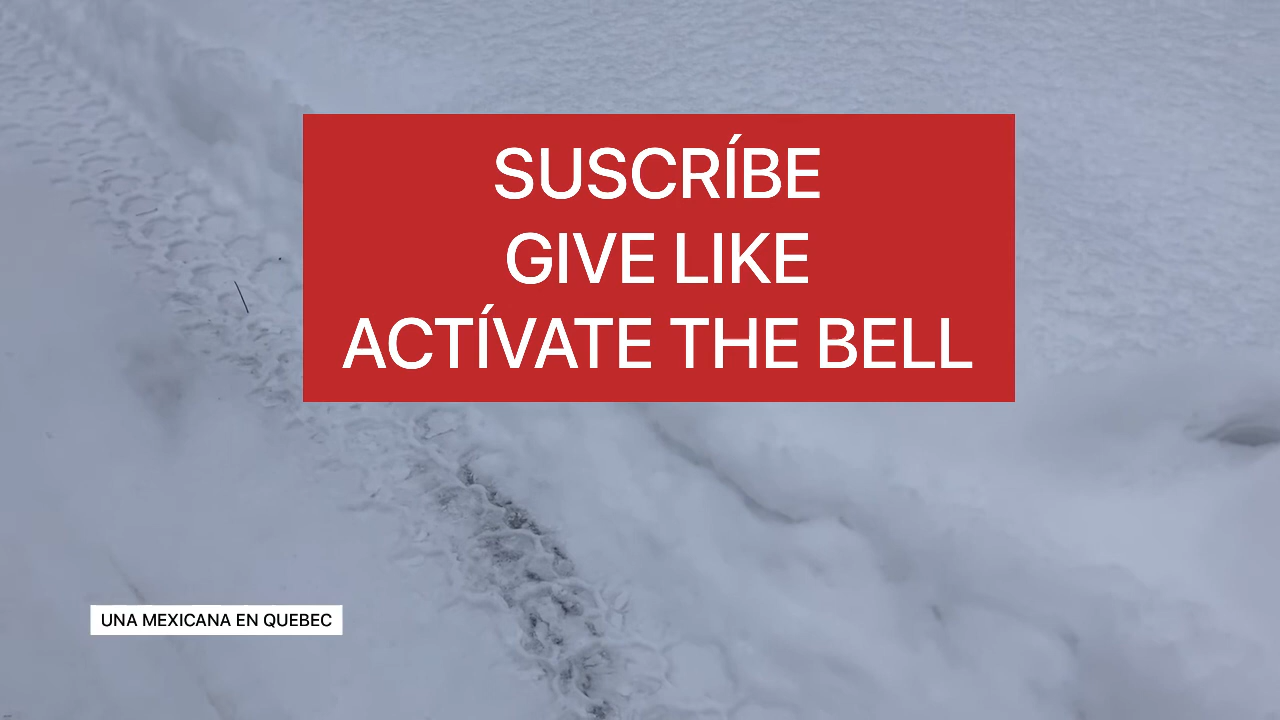 SUSCRÍBE
GIVE LIKE
ACTÍVATE THE BELL
UNA MEXICANA EN QUEBEC